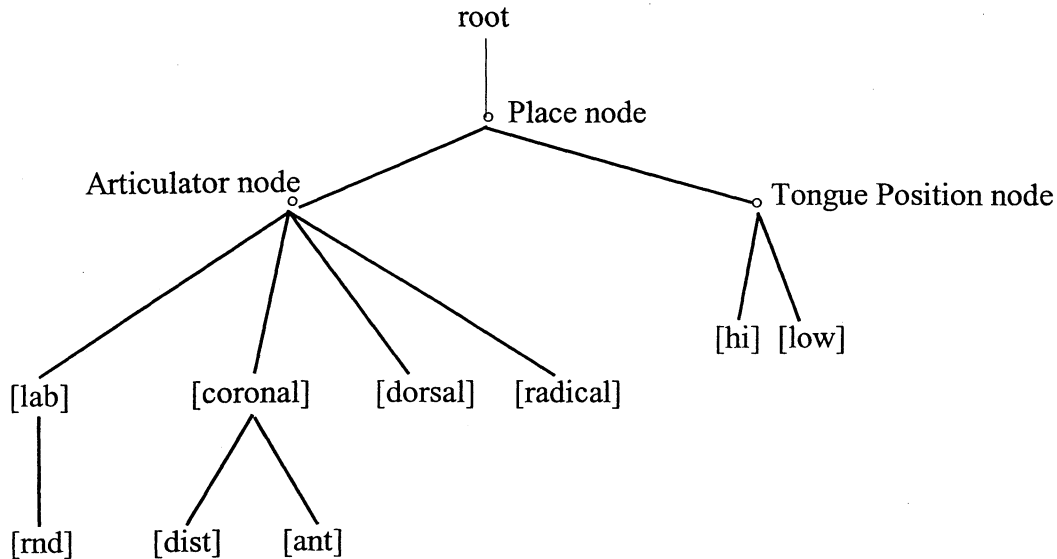 root
Place node
Articulator node
Tongue Position node
[hi] [low]
[lab] [coronal] [dorsal] [radical]
[rnd] [dist] [ant]